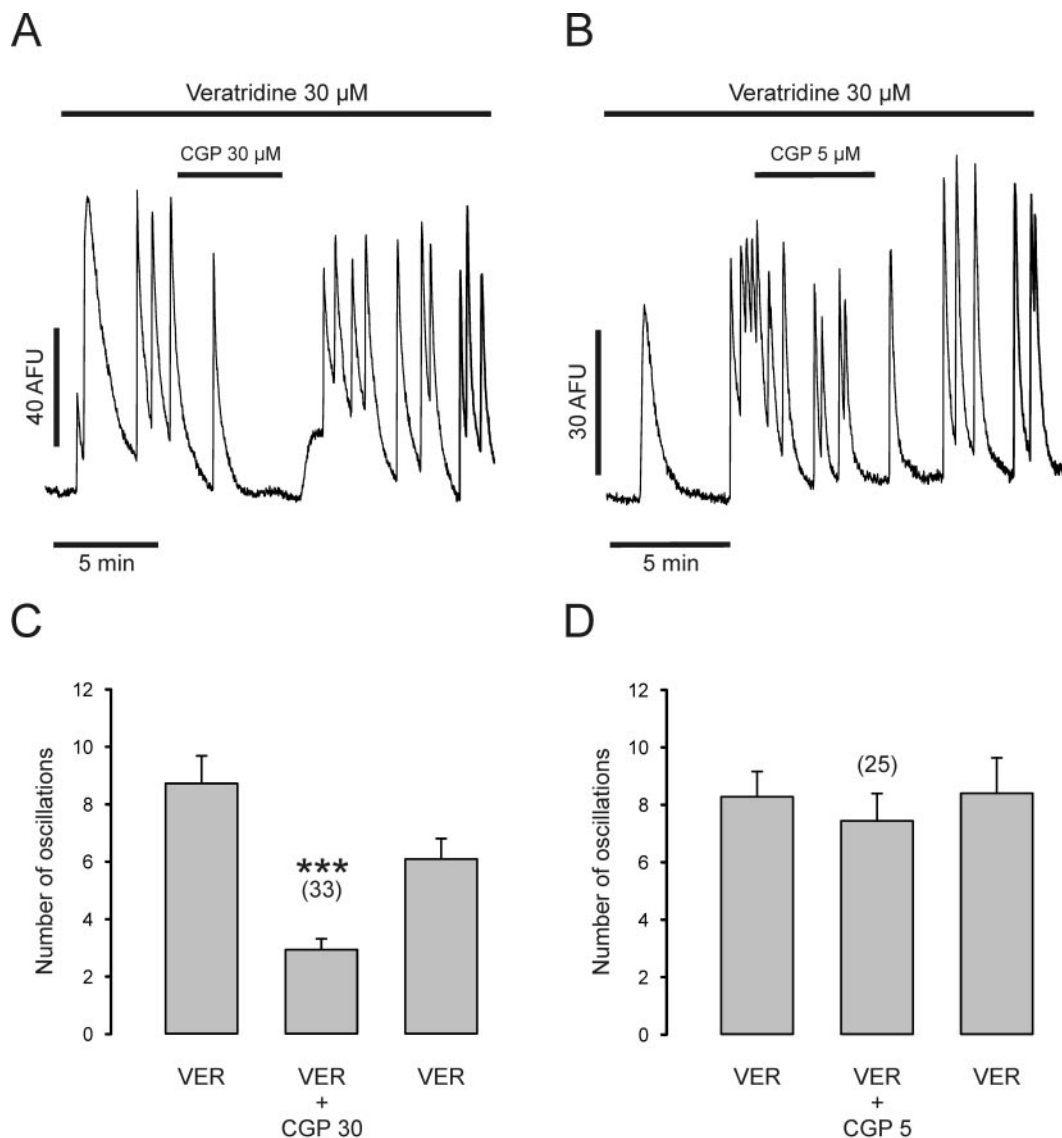 A
Veratridine 30 µM
CGP 30 µM
40 AFU
5 min
B
Veratridine 30 µM
CGP 5 µM
30 AFU
5 min
C
12
10
8
6
4
2
0
Number of oscillations
***
(33)
VER
VER
+
CGP 30
VER
D
12
10
8
6
4
2
0
Number of oscillations
(25)
VER
VER
+
CGP 5
VER